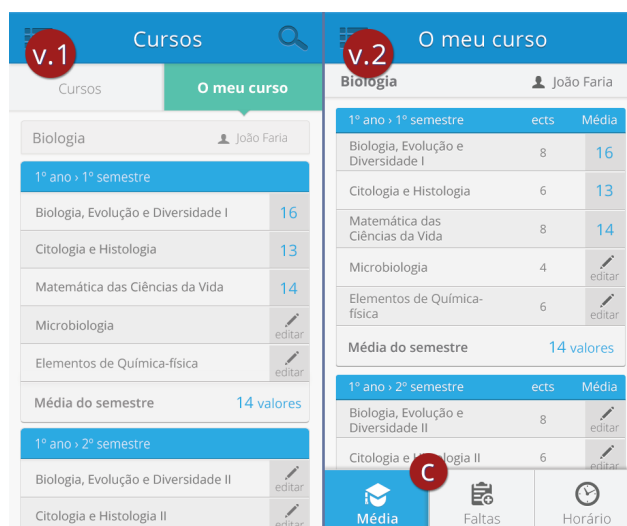 v.1
Cursos
Cursos
O meu curso
Biologia
João Faria
1º ano › 1º semestre
Biologia, Evolução e Diversidade I
16
Citologia e Histologia
13
Matemática das Ciências da Vida
14
Microbiologia
editar
Elementos de Química-física
editar
Média do semestre
14 valores
1º ano › 2º semestre
Biologia, Evolução e Diversidade II
editar
Citologia e Histologia II
editar
v.2
O meu curso
Biologia
João Faria
1º ano › 1º semestre
ects
Média
Biologia, Evolução e
Diversidade I
8
16
Citologia e Histologia
6
13
Matemática das
Ciências da Vida
8
14
Microbiologia
4
editar
Elementos de Química-
física
6
editar
Média do semestre
14 valores
1º ano › 2º semestre
ects
Média
Biologia, Evolução e
Diversidade II
8
editar
Citologia e Histologia II
6
editar
C
Média
Faltas
Horário